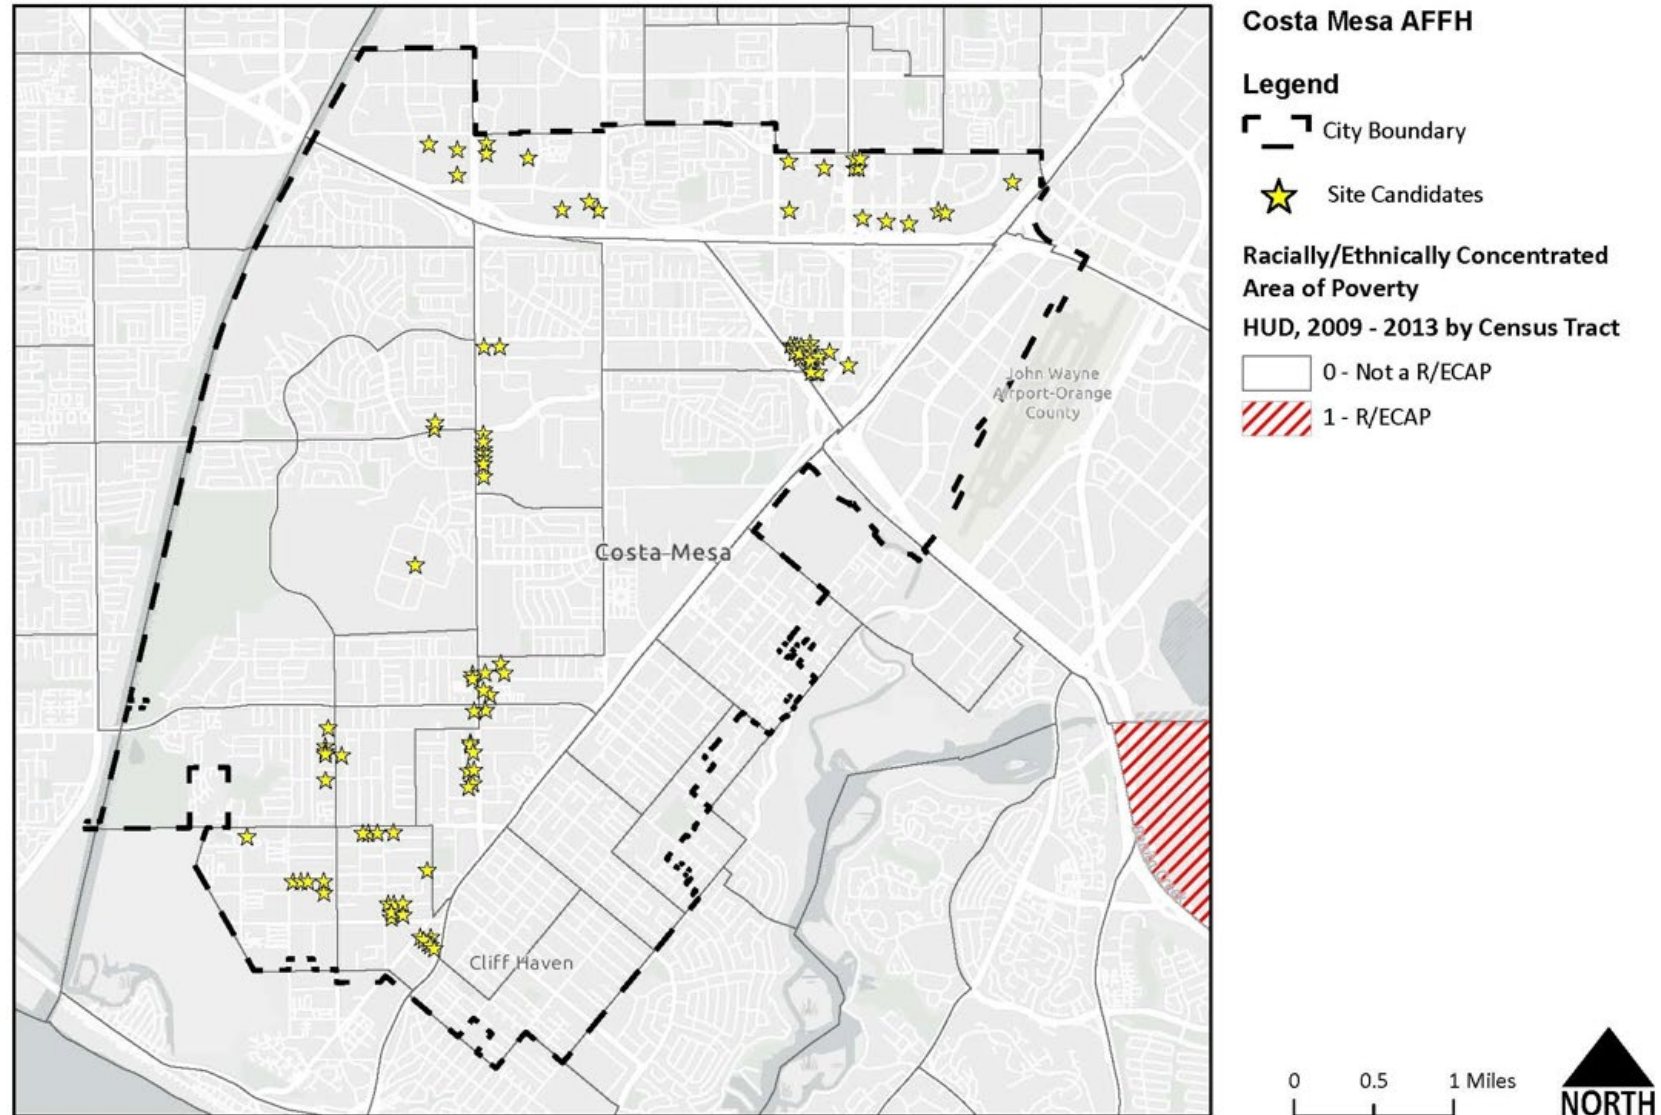 Costa Mesa AFFH
Legend
City Boundary
Site Candidates
Racially/Ethnically Concentrated
Area of Poverty
HUD, 2009 - 2013 by Census Tract
0 - Not a R/ECAP
1 - R/ECAP
John Wayne
Airport-Orange
County
Costa Mesa
Cliff Haven
0 0.5 1 Miles
NORTH